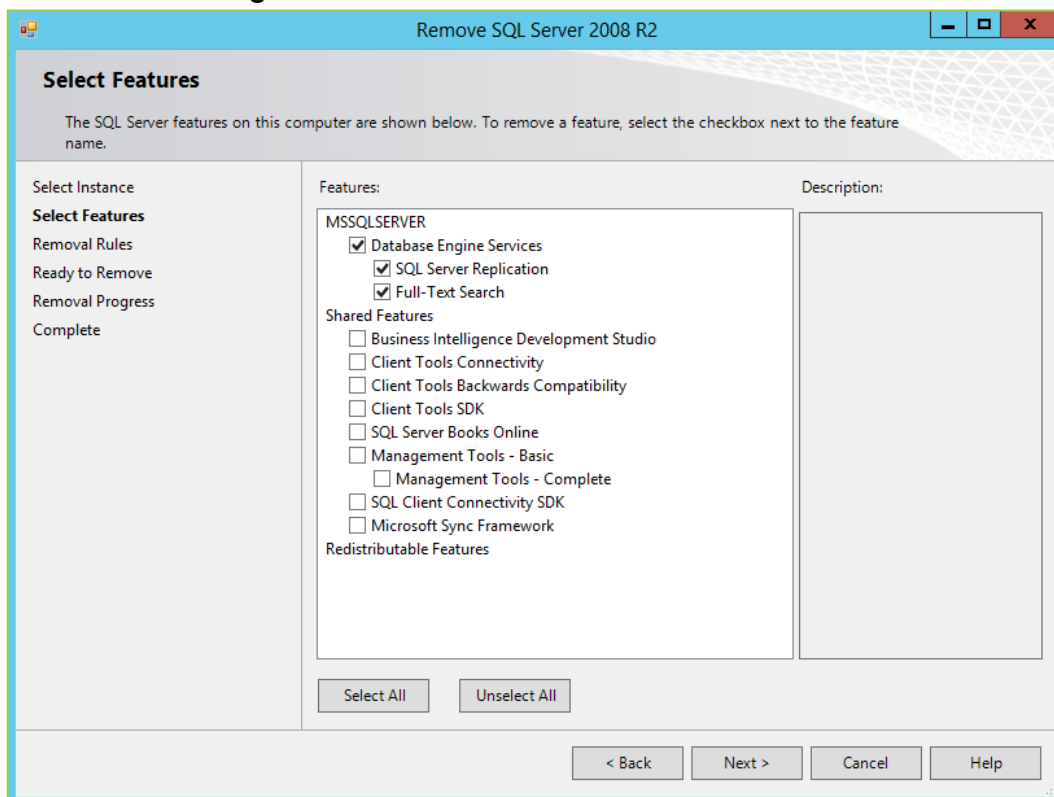 Remove SQL Server 2008 R2
Select Features
The SQL Server features on this computer are shown below. To remove a feature, select the checkbox next to the feature
name.
Select Instance
Select Features
Removal Rules
Ready to Remove
Removal Progress
Complete
Features:
MSSQLSERVER
Database Engine Services
SQL Server Replication
Full-Text Search
Shared Features
Business Intelligence Development Studio
Client Tools Connectivity
Client Tools Backwards Compatibility
Client Tools SDK
SQL Server Books Online
Management Tools - Basic
Management Tools - Complete
SQL Client Connectivity SDK
Microsoft Sync Framework
Redistributable Features
Description:
Select All
Unselect All
< Back
Next >
Cancel
Help